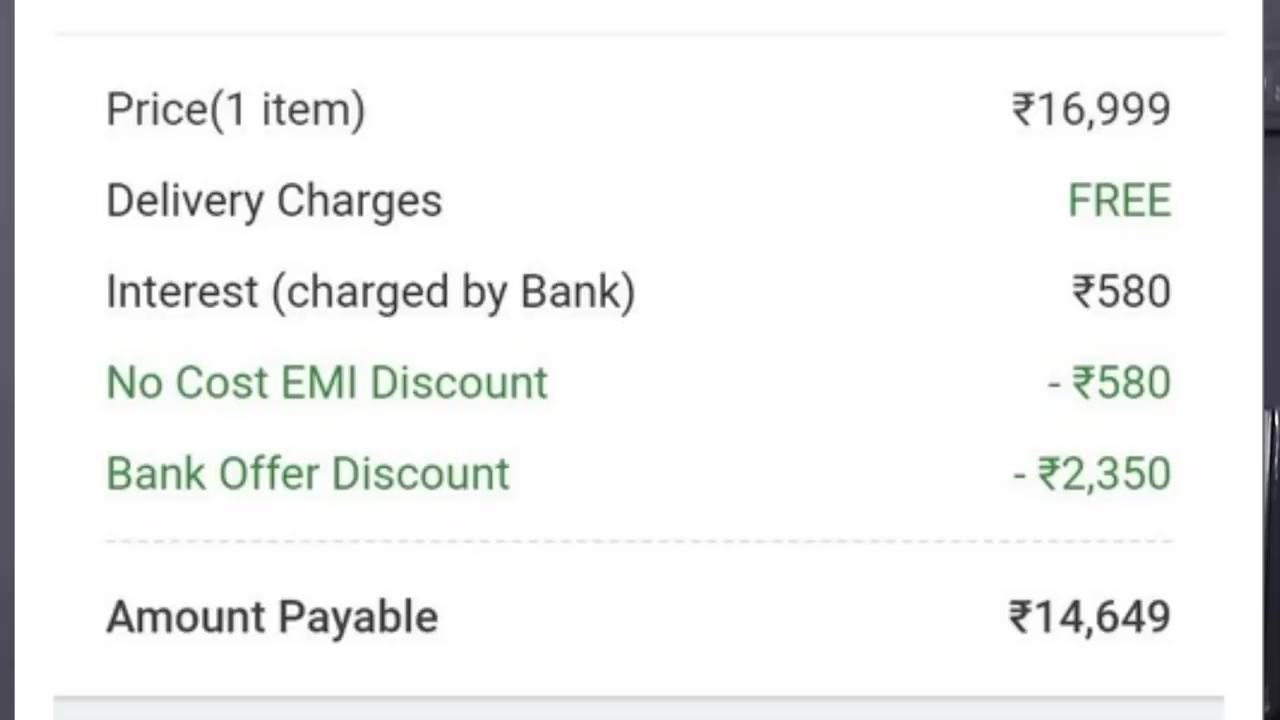 Price(1 item) ₹16,999
Delivery Charges FREE
Interest (charged by Bank) ₹580
No Cost EMI Discount - ₹580
Bank Offer Discount - ₹2,350
Amount Payable ₹14,649